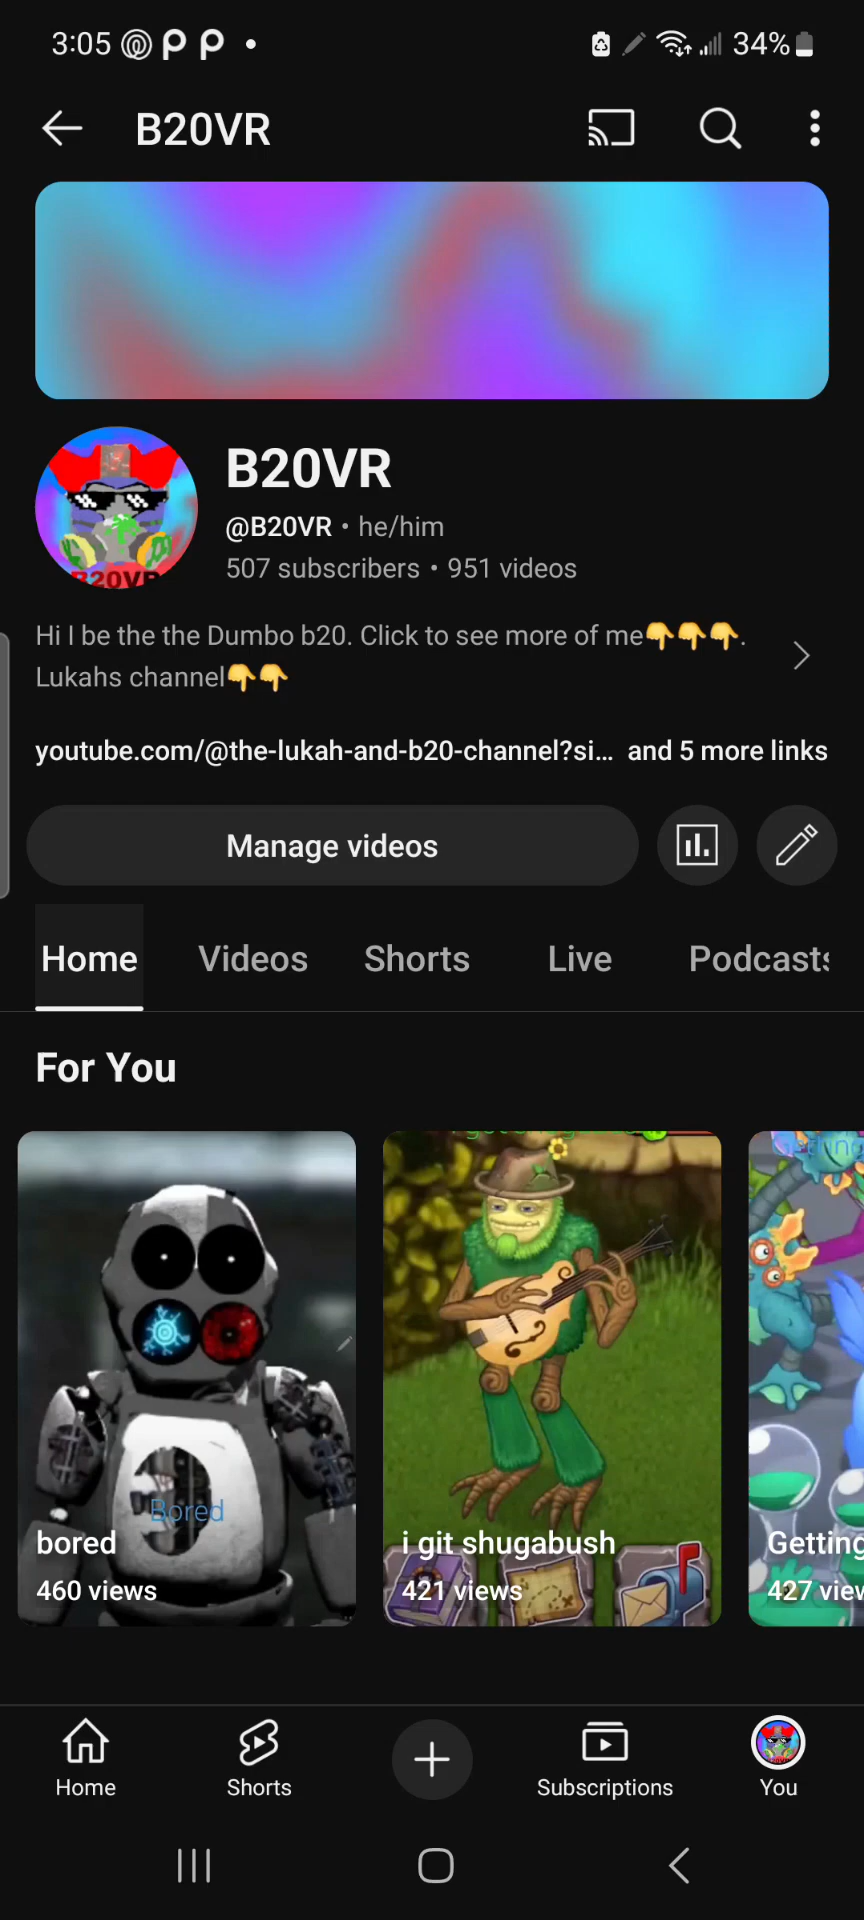 3:05 34%
B20VR
B20VR
B20VR
@B20VR • he/him
507 subscribers • 951 videos
Hi I be the the Dumbo b20. Click to see more of me👇👇👇.
Lukahs channel👇👇
youtube.com/@the-lukah-and-b20-channel?si... and 5 more links
Manage videos
Home Videos Shorts Live Podcasts
For You
Bored
bored
460 views
i git shugabush
421 views
Getting
Getting
427 view
Home Shorts Subscriptions You